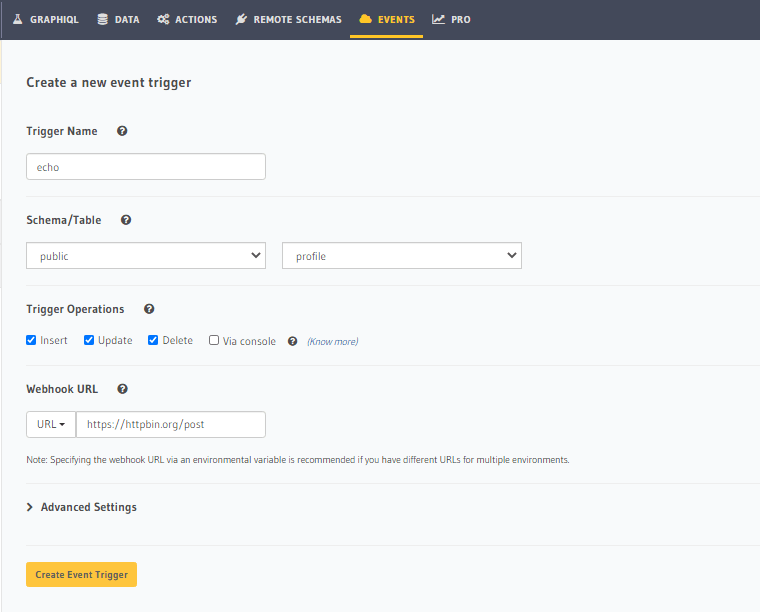 GRAPHIQL DATA ACTIONS REMOTE SCHEMAS EVENTS PRO
Create a new event trigger
Trigger Name
echo
Schema/Table
public profile
Trigger Operations
Insert Update Delete Via console (Know more)
Webhook URL
URL https://httpbin.org/post
Note: Specifying the webhook URL via an environmental variable is recommended if you have different URLs for multiple environments.
Advanced Settings
Create Event Trigger